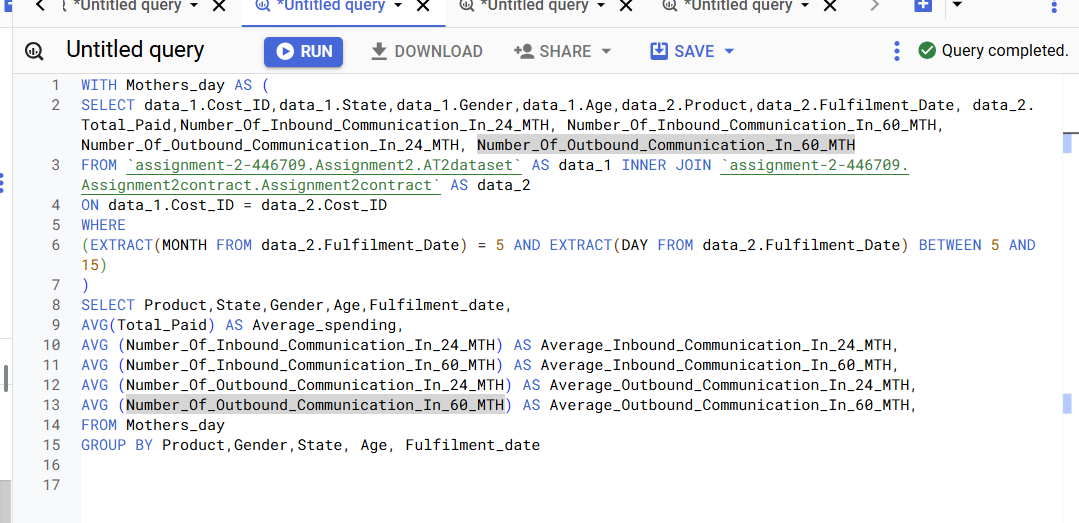 *Untitled query *Untitled query *Untitled query *Untitled query
Untitled query RUN DOWNLOAD SHARE SAVE Query completed.
1 WITH Mothers_day AS (
2 SELECT data_1.Cost_ID,data_1.State,data_1.Gender,data_1.Age,data_2.Product,data_2.Fulfilment_Date, data_2.
Total_Paid,Number_Of_Inbound_Communication_In_24_MTH, Number_Of_Inbound_Communication_In_60_MTH,
Number_Of_Outbound_Communication_In_24_MTH, Number_Of_Outbound_Communication_In_60_MTH
3 FROM `assignment-2-446709.Assignment2.AT2dataset` AS data_1 INNER JOIN `assignment-2-446709.
Assignment2contract.Assignment2contract` AS data_2
4 ON data_1.Cost_ID = data_2.Cost_ID
5 WHERE
6 (EXTRACT(MONTH FROM data_2.Fulfilment_Date) = 5 AND EXTRACT(DAY FROM data_2.Fulfilment_Date) BETWEEN 5 AND
15)
7 )
8 SELECT Product,State,Gender,Age,Fulfilment_date,
9 AVG(Total_Paid) AS Average_spending,
10 AVG (Number_Of_Inbound_Communication_In_24_MTH) AS Average_Inbound_Communication_In_24_MTH,
11 AVG (Number_Of_Inbound_Communication_In_60_MTH) AS Average_Inbound_Communication_In_60_MTH,
12 AVG (Number_Of_Outbound_Communication_In_24_MTH) AS Average_Outbound_Communication_In_24_MTH,
13 AVG (Number_Of_Outbound_Communication_In_60_MTH) AS Average_Outbound_Communication_In_60_MTH,
14 FROM Mothers_day
15 GROUP BY Product,Gender,State, Age, Fulfilment_date
16
17